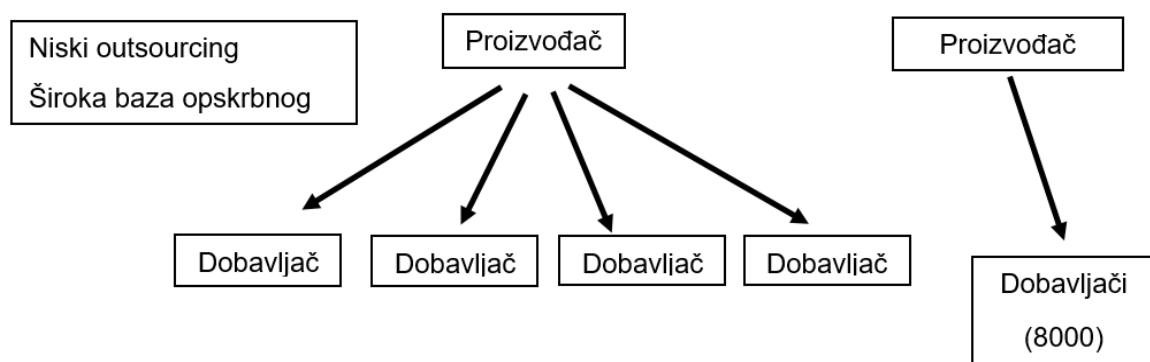 Niski outsourcing
Široka baza opskrbnog
Proizvođač
Proizvođač
Dobavljač
Dobavljač
Dobavljač
Dobavljač
Dobavljači
(8000)